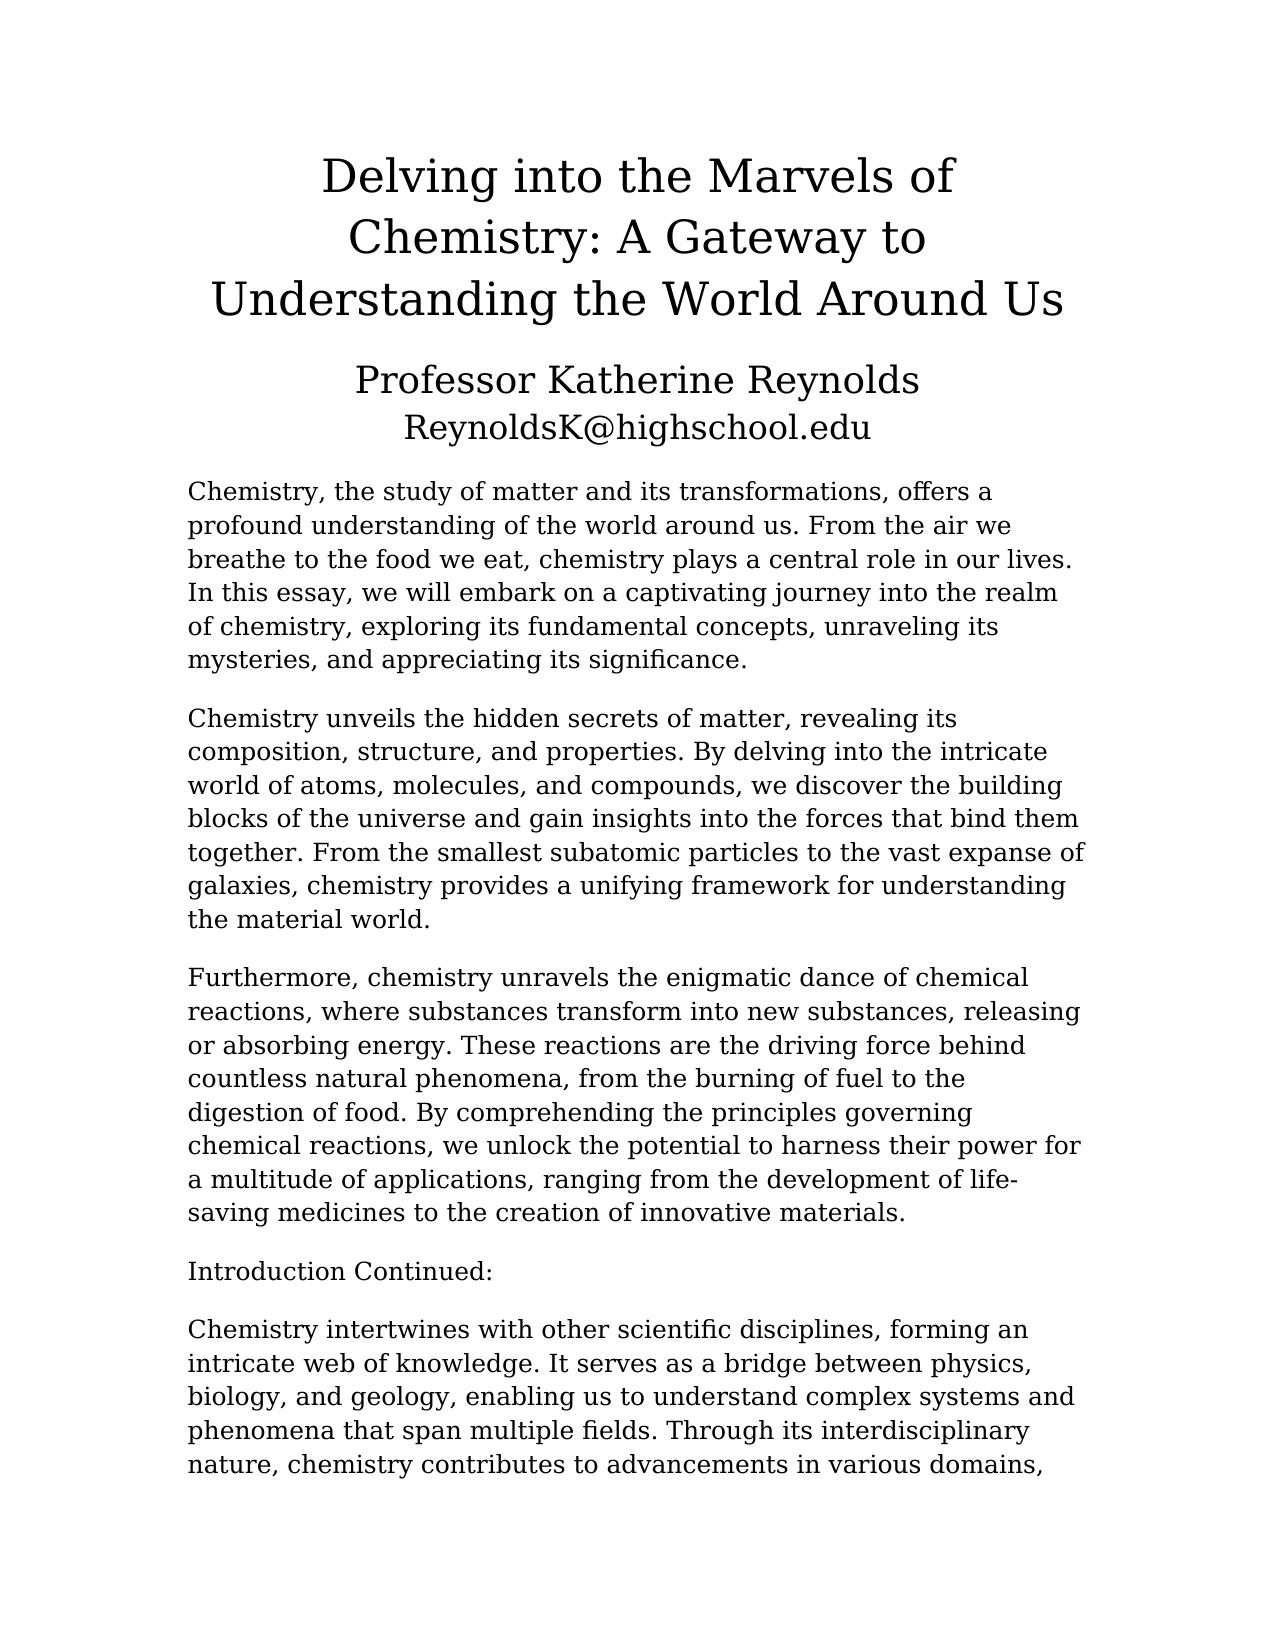 Delving into the Marvels of
Chemistry: A Gateway to
Understanding the World Around Us
Professor Katherine Reynolds
ReynoldsK@highschool.edu
Chemistry, the study of matter and its transformations, offers a
profound understanding of the world around us. From the air we
breathe to the food we eat, chemistry plays a central role in our lives.
In this essay, we will embark on a captivating journey into the realm
of chemistry, exploring its fundamental concepts, unraveling its
mysteries, and appreciating its significance.
Chemistry unveils the hidden secrets of matter, revealing its
composition, structure, and properties. By delving into the intricate
world of atoms, molecules, and compounds, we discover the building
blocks of the universe and gain insights into the forces that bind them
together. From the smallest subatomic particles to the vast expanse of
galaxies, chemistry provides a unifying framework for understanding
the material world.
Furthermore, chemistry unravels the enigmatic dance of chemical
reactions, where substances transform into new substances, releasing
or absorbing energy. These reactions are the driving force behind
countless natural phenomena, from the burning of fuel to the
digestion of food. By comprehending the principles governing
chemical reactions, we unlock the potential to harness their power for
a multitude of applications, ranging from the development of life-
saving medicines to the creation of innovative materials.
Introduction Continued:
Chemistry intertwines with other scientific disciplines, forming an
intricate web of knowledge. It serves as a bridge between physics,
biology, and geology, enabling us to understand complex systems and
phenomena that span multiple fields. Through its interdisciplinary
nature, chemistry contributes to advancements in various domains,